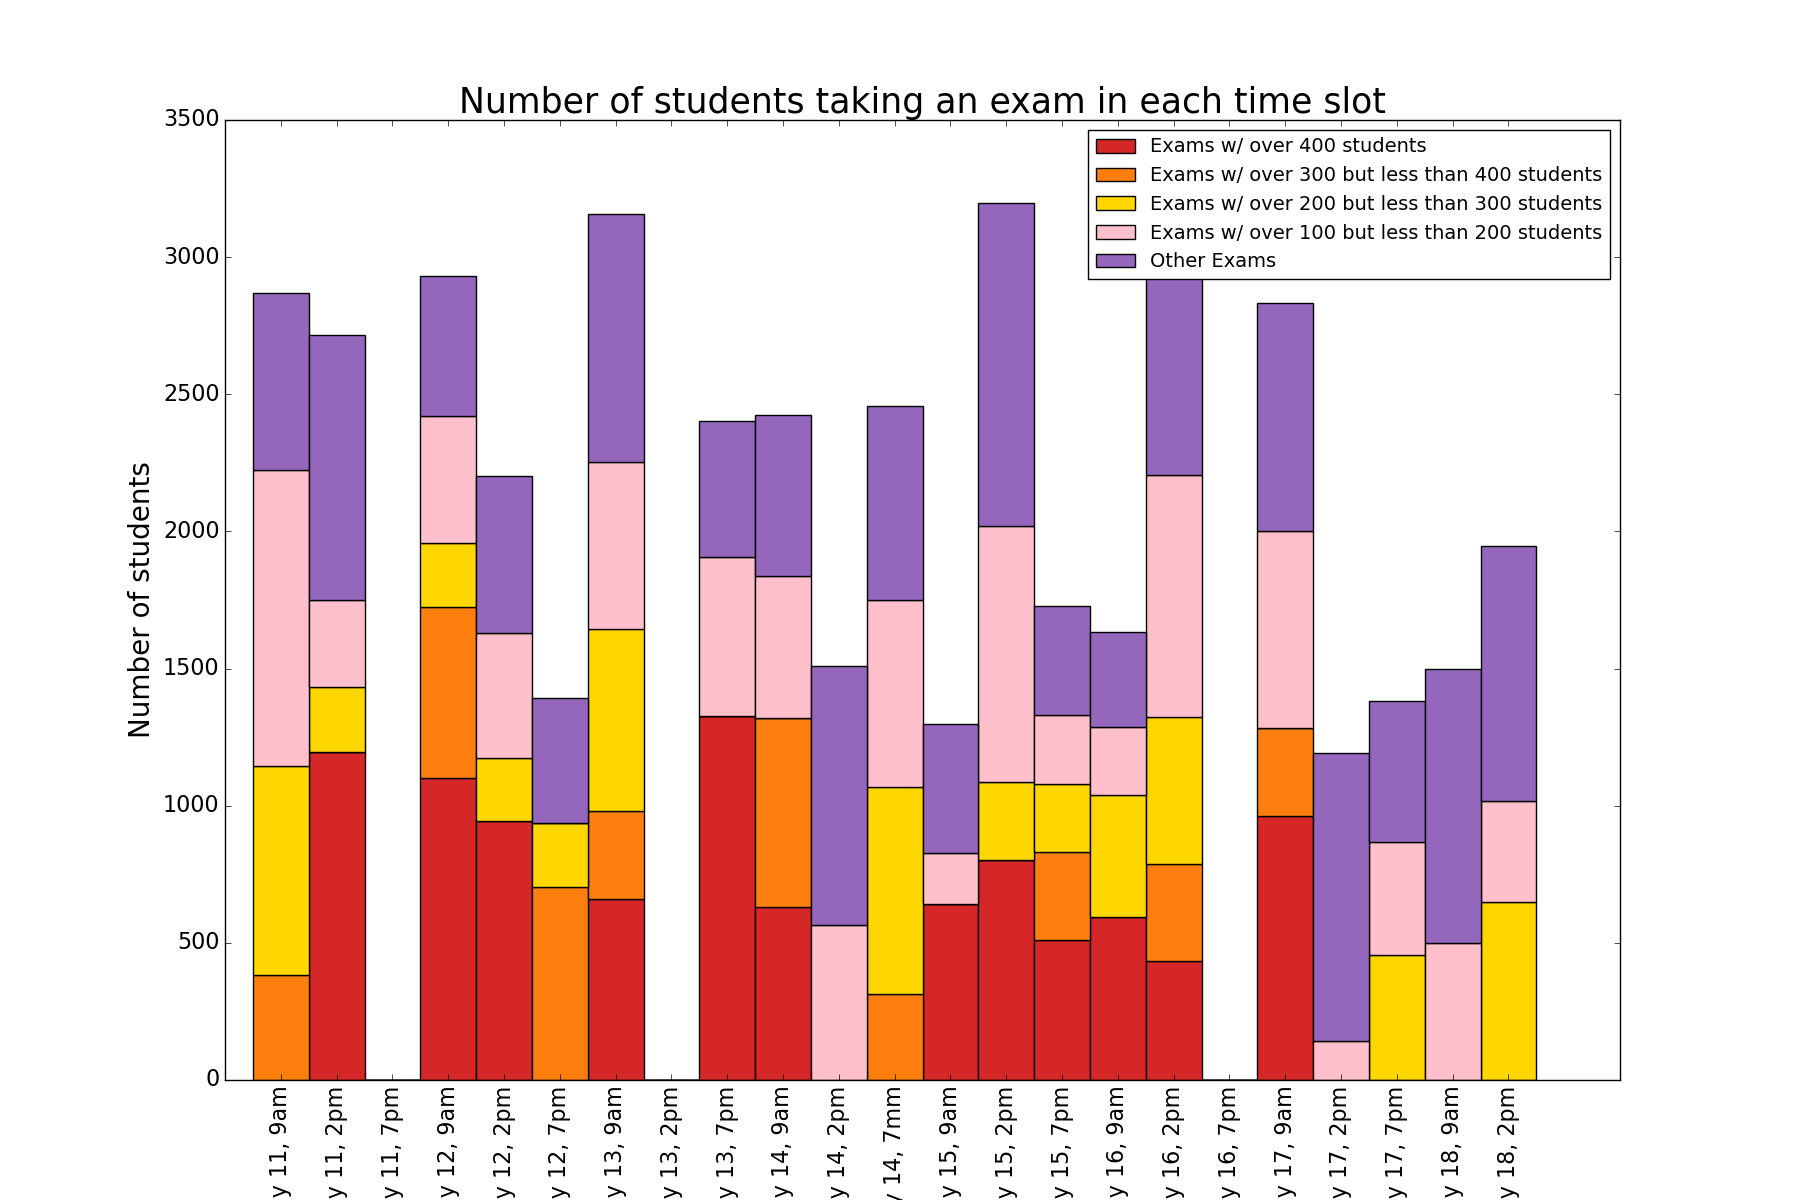 Number of students taking an exam in each time slot
Exams w/ over 400 students
Exams w/ over 300 but less than 400 students
Exams w/ over 200 but less than 300 students
Exams w/ over 100 but less than 200 students
Other Exams
Number of students
3500
3000
2500
2000
1500
1000
500
0
y 11, 9am
y 11, 2pm
y 11, 7pm
y 12, 9am
y 12, 2pm
y 12, 7pm
y 13, 9am
y 13, 2pm
y 13, 7pm
y 14, 9am
y 14, 2pm
y 14, 7mm
y 15, 9am
y 15, 2pm
y 15, 7pm
y 16, 9am
y 16, 2pm
y 16, 7pm
y 17, 9am
y 17, 2pm
y 17, 7pm
y 18, 9am
y 18, 2pm